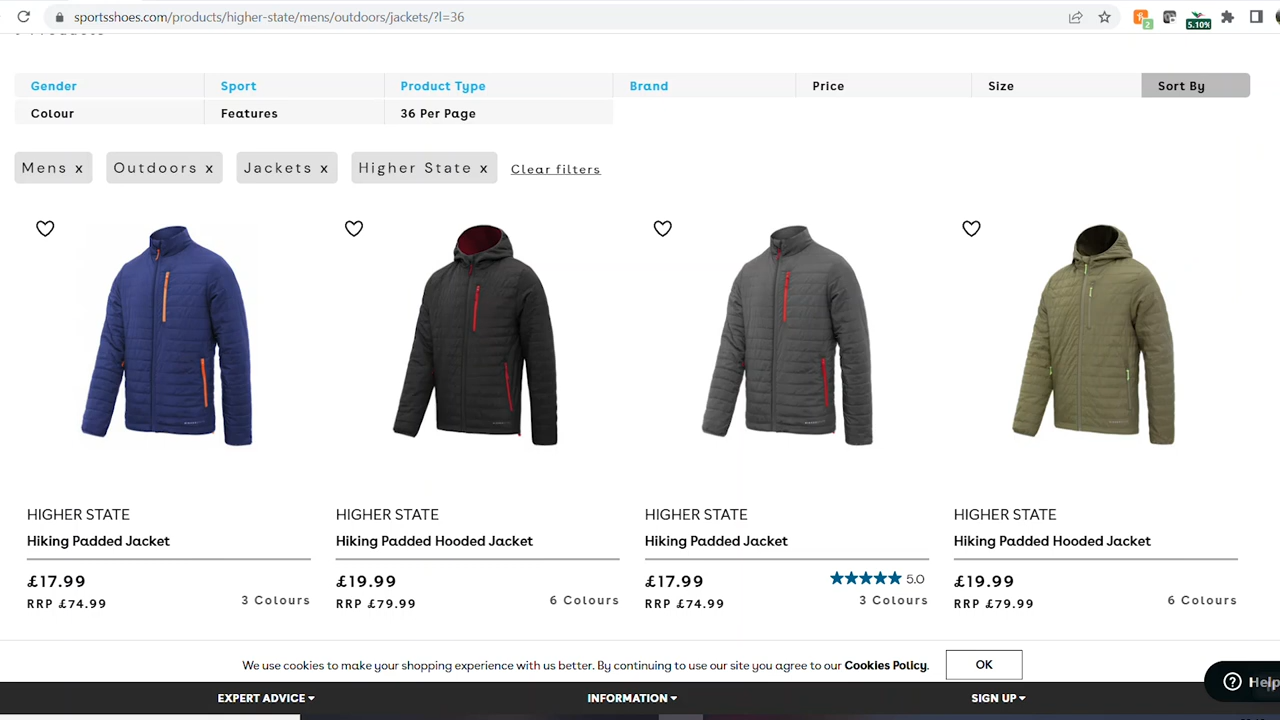 sportsshoes.com/products/higher-state/mens/outdoors/jackets/?l=36
2
5.10%
Products
Gender Sport Product Type Brand Price Size Sort By
Colour Features 36 Per Page
Mens x Outdoors x Jackets x Higher State x Clear filters
HIGHER STATE HIGHER STATE HIGHER STATE HIGHER STATE
Hiking Padded Jacket Hiking Padded Hooded Jacket Hiking Padded Jacket Hiking Padded Hooded Jacket
£17.99 £19.99 £17.99 5.0 £19.99
RRP £74.99 3 Colours RRP £79.99 6 Colours RRP £74.99 3 Colours RRP £79.99 6 Colours
We use cookies to make your shopping experience with us better. By continuing to use our site you agree to our Cookies Policy. OK
? Help
EXPERT ADVICE INFORMATION SIGN UP